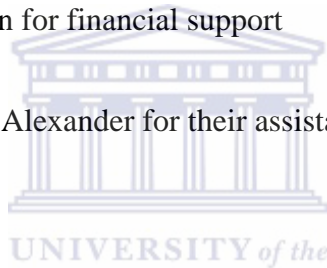 n for financial support
Alexander for their assista
UNIVERSITY of the